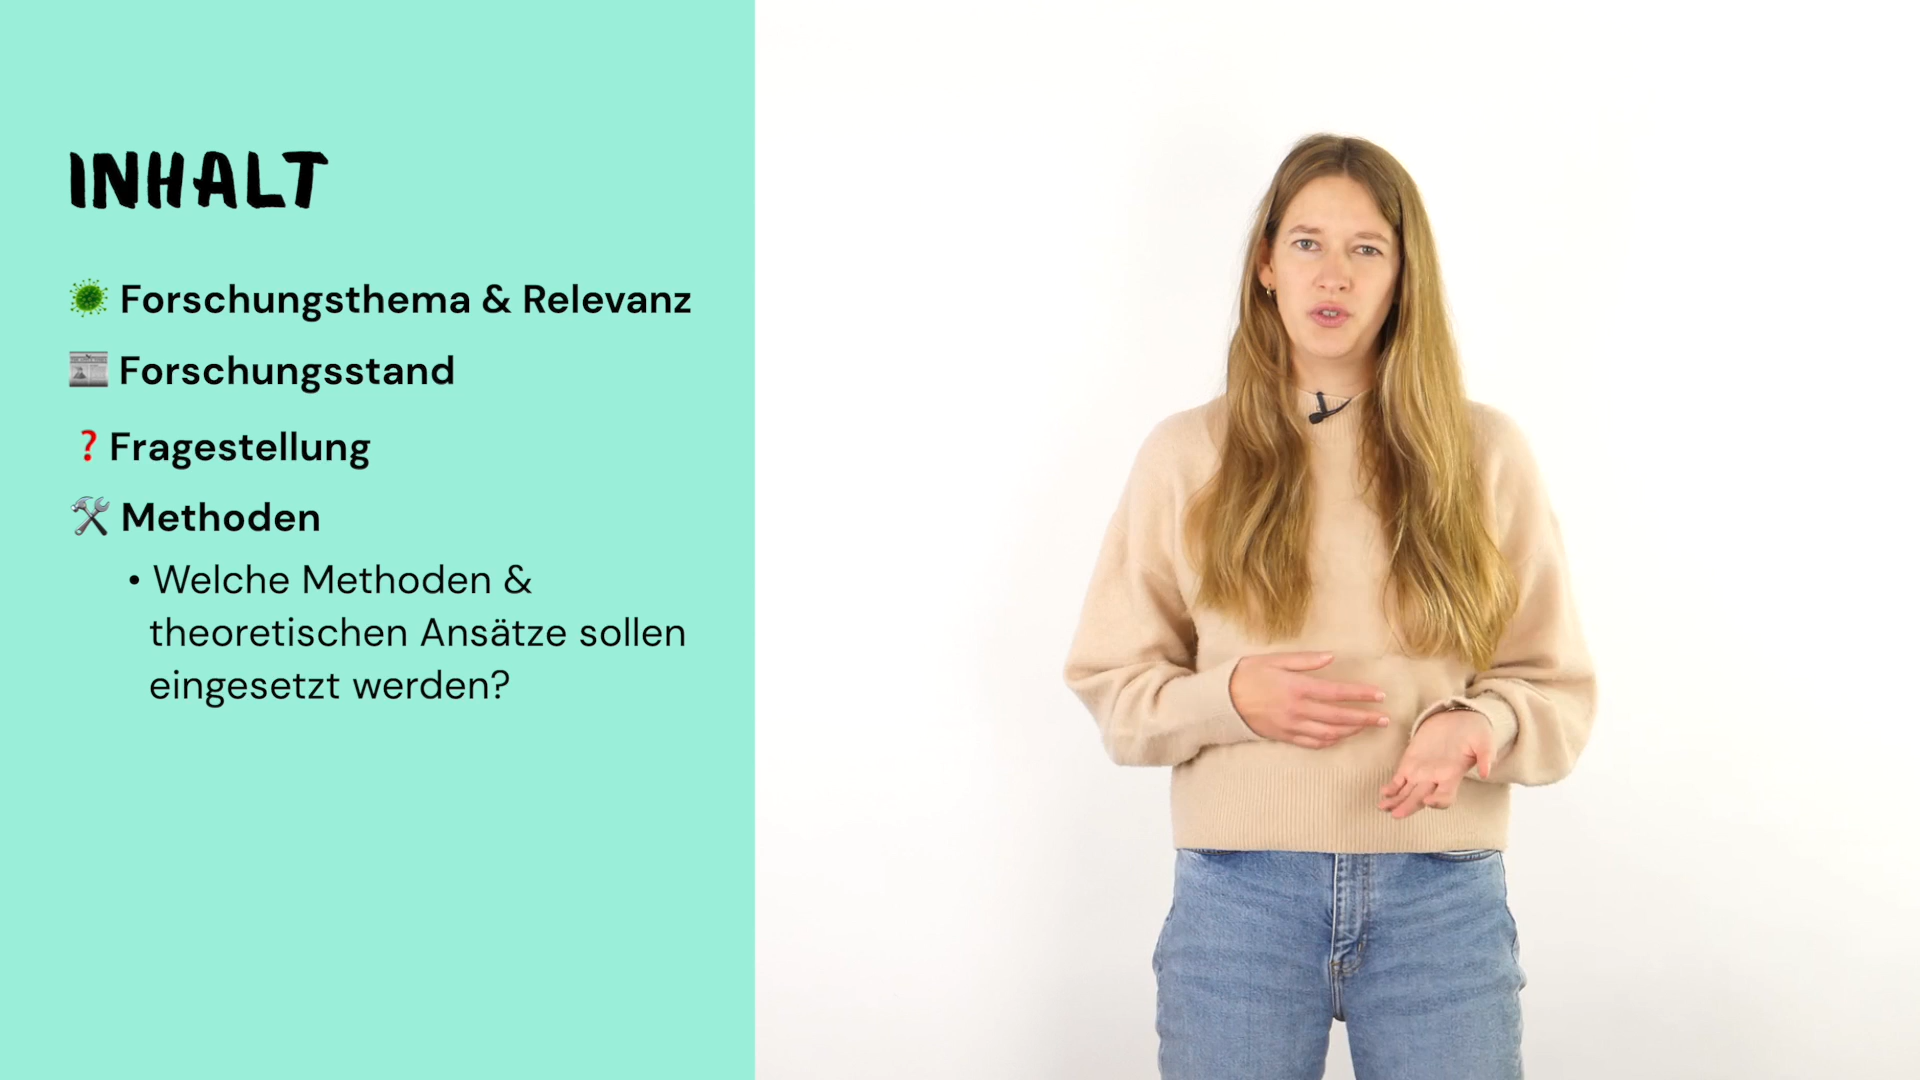 INHALT
Forschungsthema & Relevanz
Forschungsstand
❓ Fragestellung
Methoden
• Welche Methoden &
theoretischen Ansätze sollen
eingesetzt werden?